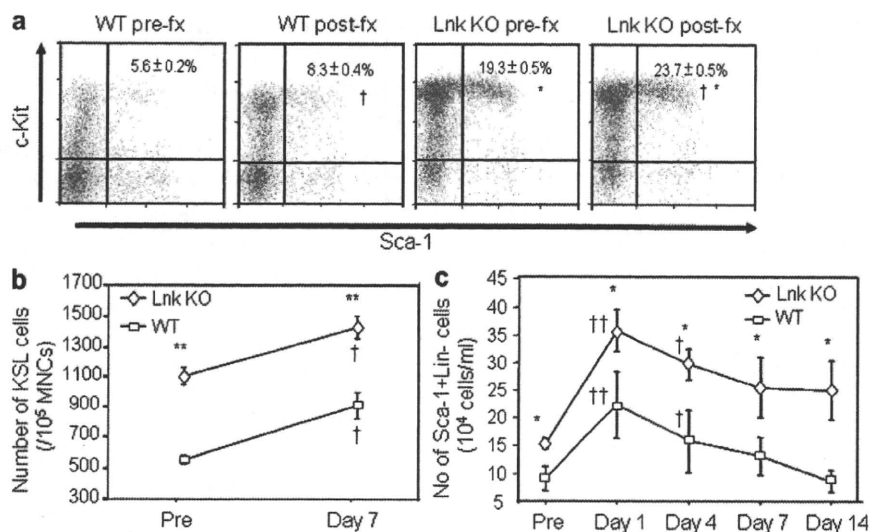 a
WT pre-fx
WT post-fx
Lnk KO pre-fx
Lnk KO post-fx
5.6±0.2%
8.3±0.4%
19.3±0.5%
23.7±0.5%
†
*
† *
c-Kit
Sca-1
b
Number of KSL cells
(/10⁵ MNCs)
1700
1500
1300
1100
900
700
500
300
Lnk KO
WT
**
**
†
†
Pre
Day 7
c
No of Sca-1+Lin- cells
(10⁴ cells/ml)
45
40
35
30
25
20
15
10
5
Lnk KO
WT
*
*
††
††
*
†
†
*
*
Pre
Day 1
Day 4
Day 7
Day 14